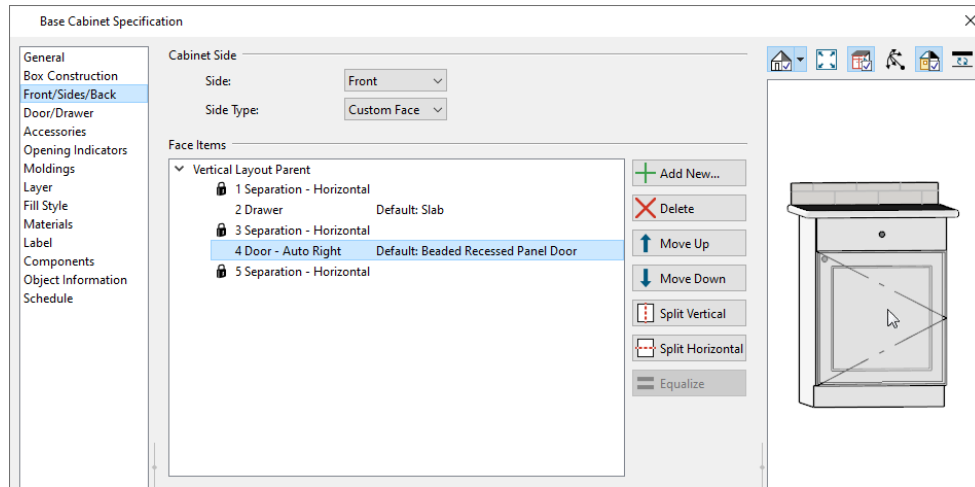 Base Cabinet Specification
General
Box Construction
Front/Sides/Back
Door/Drawer
Accessories
Opening Indicators
Moldings
Layer
Fill Style
Materials
Label
Components
Object Information
Schedule
Cabinet Side
Side: Front
Side Type: Custom Face
Face Items
Vertical Layout Parent
1 Separation - Horizontal
2 Drawer Default: Slab
3 Separation - Horizontal
4 Door - Auto Right Default: Beaded Recessed Panel Door
5 Separation - Horizontal
Add New...
Delete
Move Up
Move Down
Split Vertical
Split Horizontal
Equalize